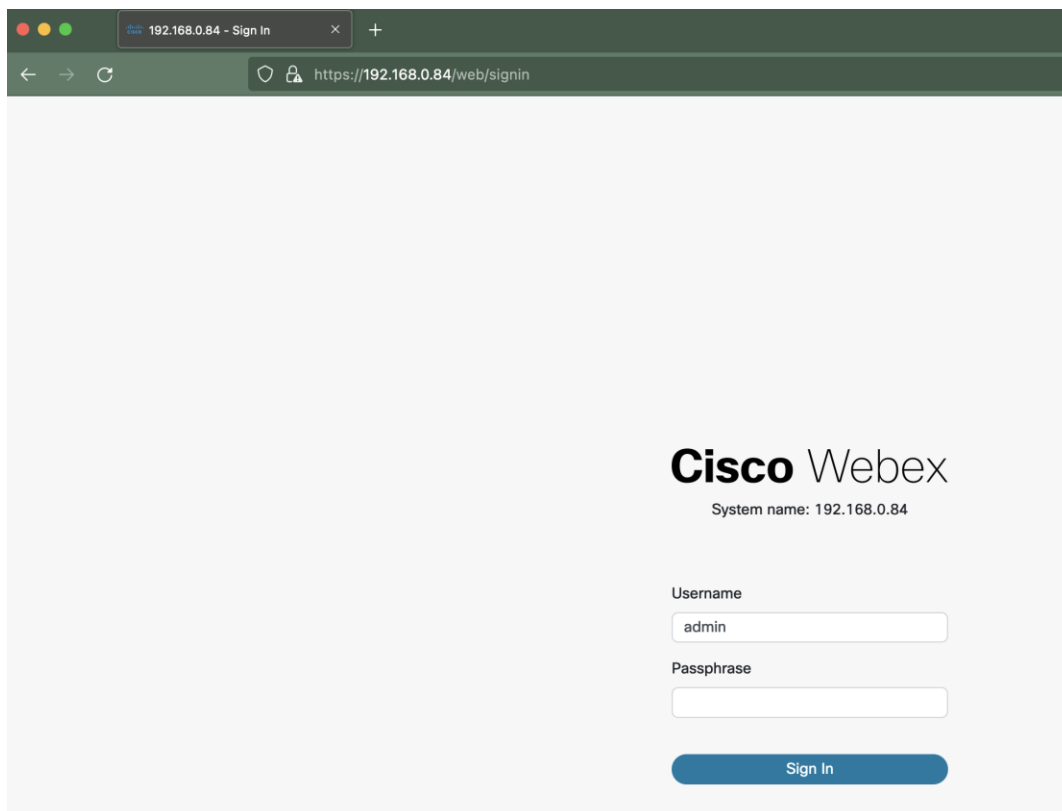 192.168.0.84 - Sign In
https://192.168.0.84/web/signin
Cisco Webex
System name: 192.168.0.84
Username
admin
Passphrase
Sign In